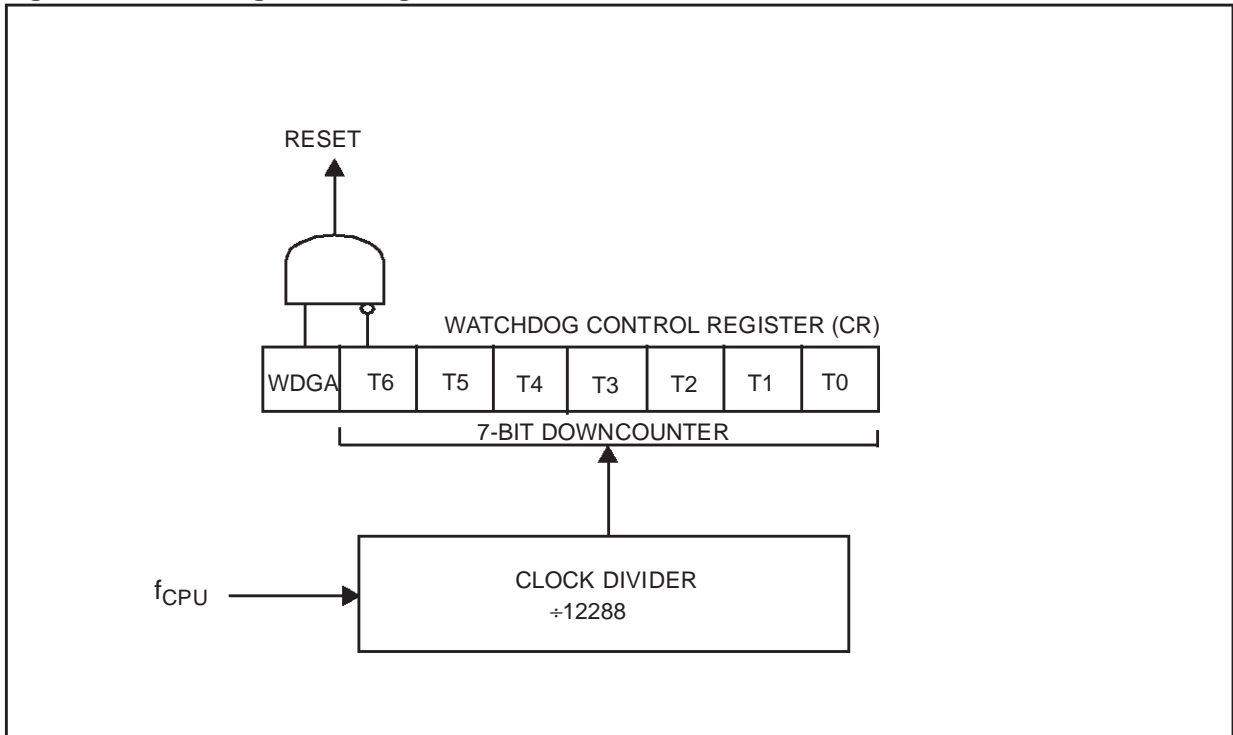 RESET
WATCHDOG CONTROL REGISTER (CR)
WDGA T6 T5 T4 T3 T2 T1 T0
7-BIT DOWNCOUNTER
fCPU
CLOCK DIVIDER
÷12288